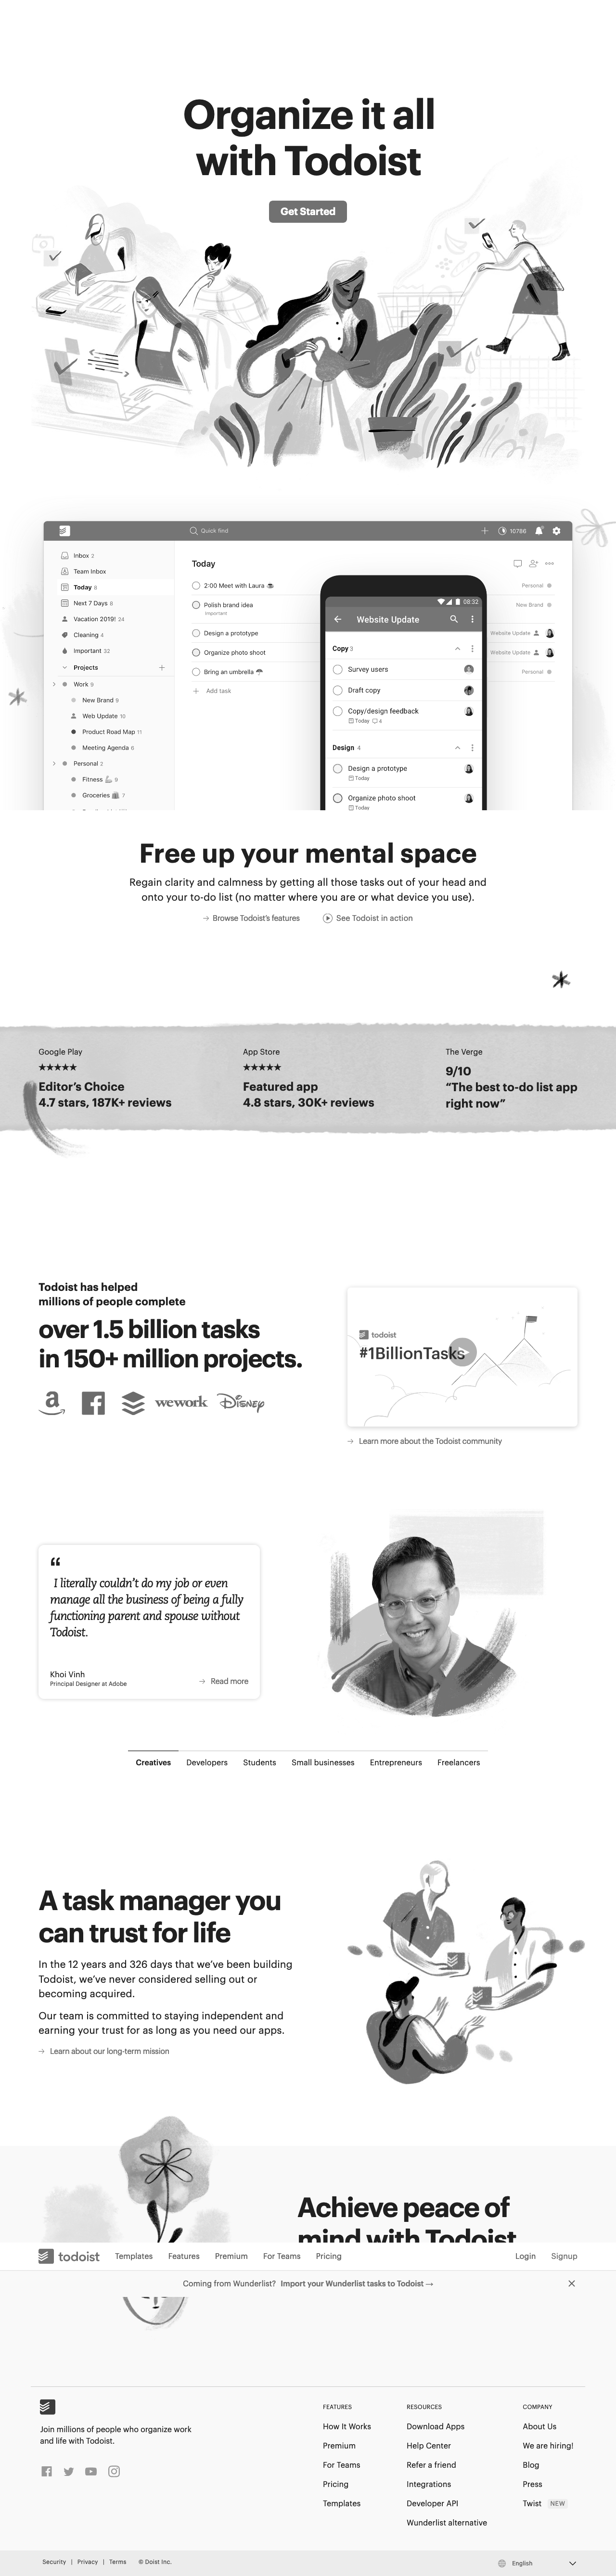 Organize it all
with Todoist
Get Started
Quick find
10786
Inbox 2
Team Inbox
Today 8
Next 7 Days 8
Vacation 2019! 24
Cleaning 4
Important 32
Projects
Work 9
New Brand 9
Web Update 10
Product Road Map 11
Meeting Agenda 6
Personal 2
Fitness 9
Groceries 7
Today
2:00 Meet with Laura
Personal
Polish brand idea
Important
New Brand
Design a prototype
Website Update
Organize photo shoot
Website Update
Bring an umbrella
Personal
Add task
08:32
Website Update
Copy 3
Survey users
Draft copy
Copy/design feedback
Today 4
Design 4
Design a prototype
Today
Organize photo shoot
Today
Free up your mental space
Regain clarity and calmness by getting all those tasks out of your head and
onto your to-do list (no matter where you are or what device you use).
→ Browse Todoist's features
See Todoist in action
Google Play
★★★★★
Editor's Choice
4.7 stars, 187K+ reviews
App Store
★★★★★
Featured app
4.8 stars, 30K+ reviews
The Verge
9/10
“The best to-do list app
right now”
Todoist has helped
millions of people complete
over 1.5 billion tasks
in 150+ million projects.
a
wework
Disney
todoist
#1BillionTasks
→ Learn more about the Todoist community
“
I literally couldn’t do my job or even
manage all the business of being a fully
functioning parent and spouse without
Todoist.
Khoi Vinh
Principal Designer at Adobe
→ Read more
Creatives
Developers
Students
Small businesses
Entrepreneurs
Freelancers
A task manager you
can trust for life
In the 12 years and 326 days that we’ve been building
Todoist, we’ve never considered selling out or
becoming acquired.
Our team is committed to staying independent and
earning your trust for as long as you need our apps.
→ Learn about our long-term mission
Achieve peace of
mind with Todoist
todoist
Templates
Features
Premium
For Teams
Pricing
Login
Signup
Coming from Wunderlist? Import your Wunderlist tasks to Todoist →
Join millions of people who organize work
and life with Todoist.
FEATURES
How It Works
Premium
For Teams
Pricing
Templates
RESOURCES
Download Apps
Help Center
Refer a friend
Integrations
Developer API
Wunderlist alternative
COMPANY
About Us
We are hiring!
Blog
Press
Twist NEW
Security | Privacy | Terms © Doist Inc.
English